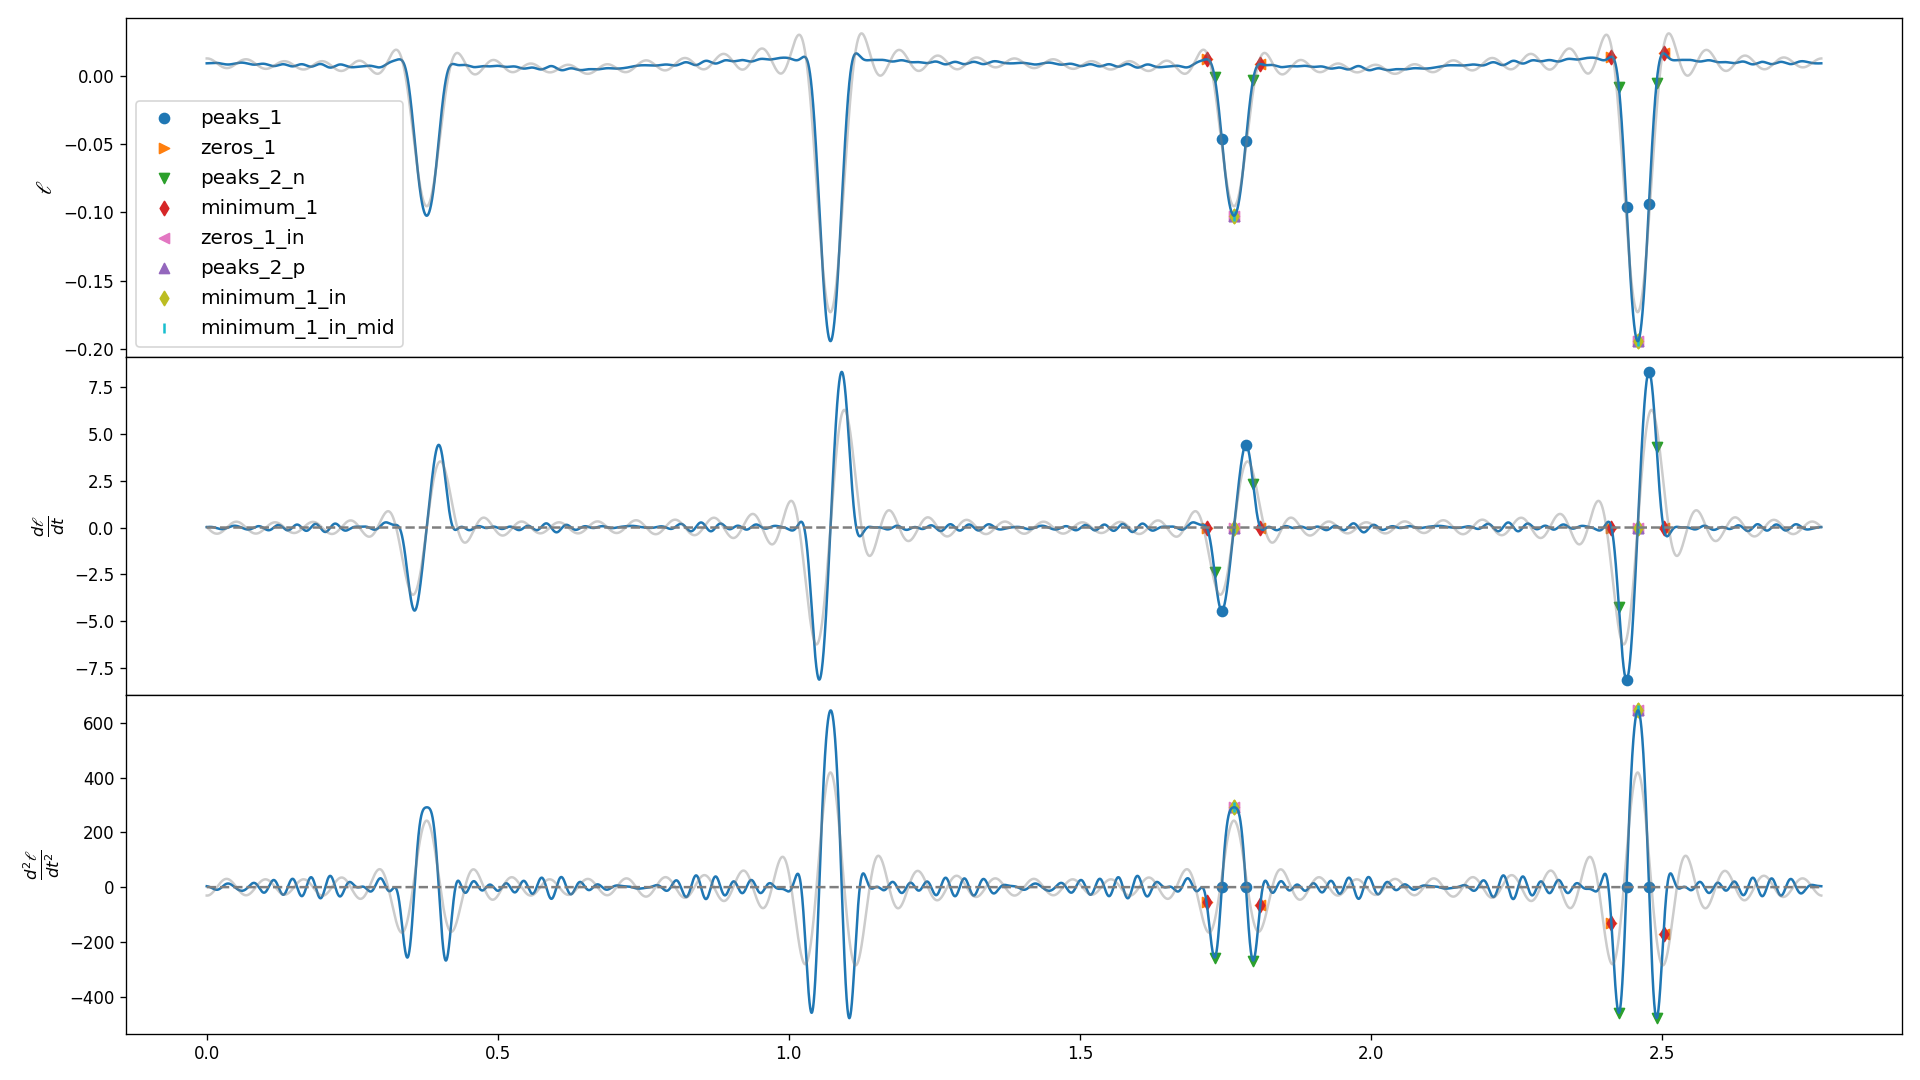 0.00
−0.05
−0.10
−0.15
−0.20
ℓ
peaks_1
zeros_1
peaks_2_n
minimum_1
zeros_1_in
peaks_2_p
minimum_1_in
minimum_1_in_mid
7.5
5.0
2.5
0.0
−2.5
−5.0
−7.5
dℓ
dt
600
400
200
0
−200
−400
d²ℓ
dt²
0.0 0.5 1.0 1.5 2.0 2.5